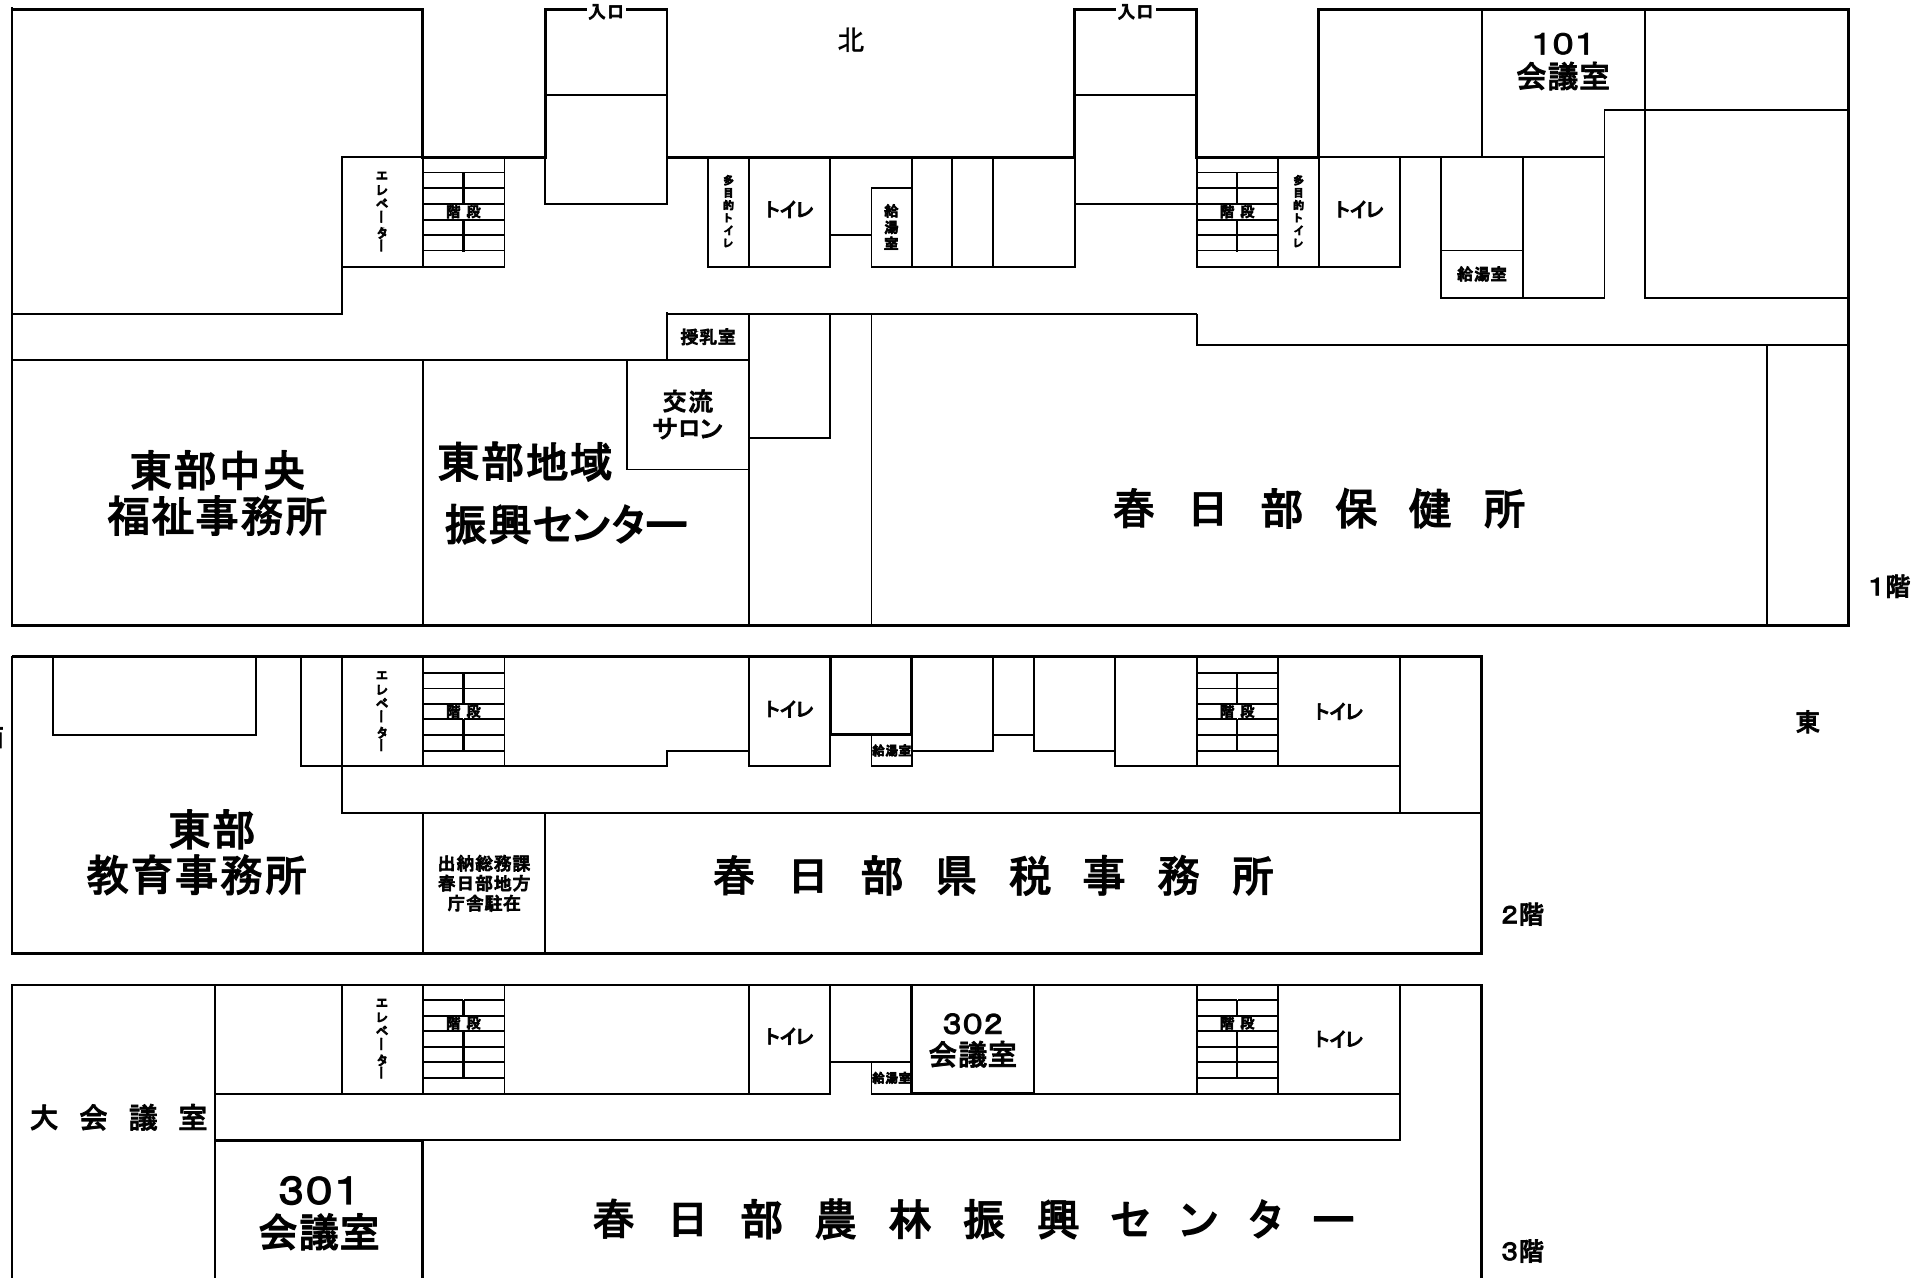 入口
入口
北
101
会議室
エレベーター
階段
多目的トイレ
トイレ
給湯室
階段
多目的トイレ
トイレ
給湯室
授乳室
交流
サロン
東部中央
福祉事務所
東部地域
振興センター
春日部保健所
1階
エレベーター
階段
トイレ
給湯室
階段
トイレ
東
東部
教育事務所
出納総務課
春日部地方
庁舎駐在
春日部県税事務所
2階
エレベーター
階段
トイレ
給湯室
302
会議室
階段
トイレ
大会議室
301
会議室
春日部農林振興センター
3階